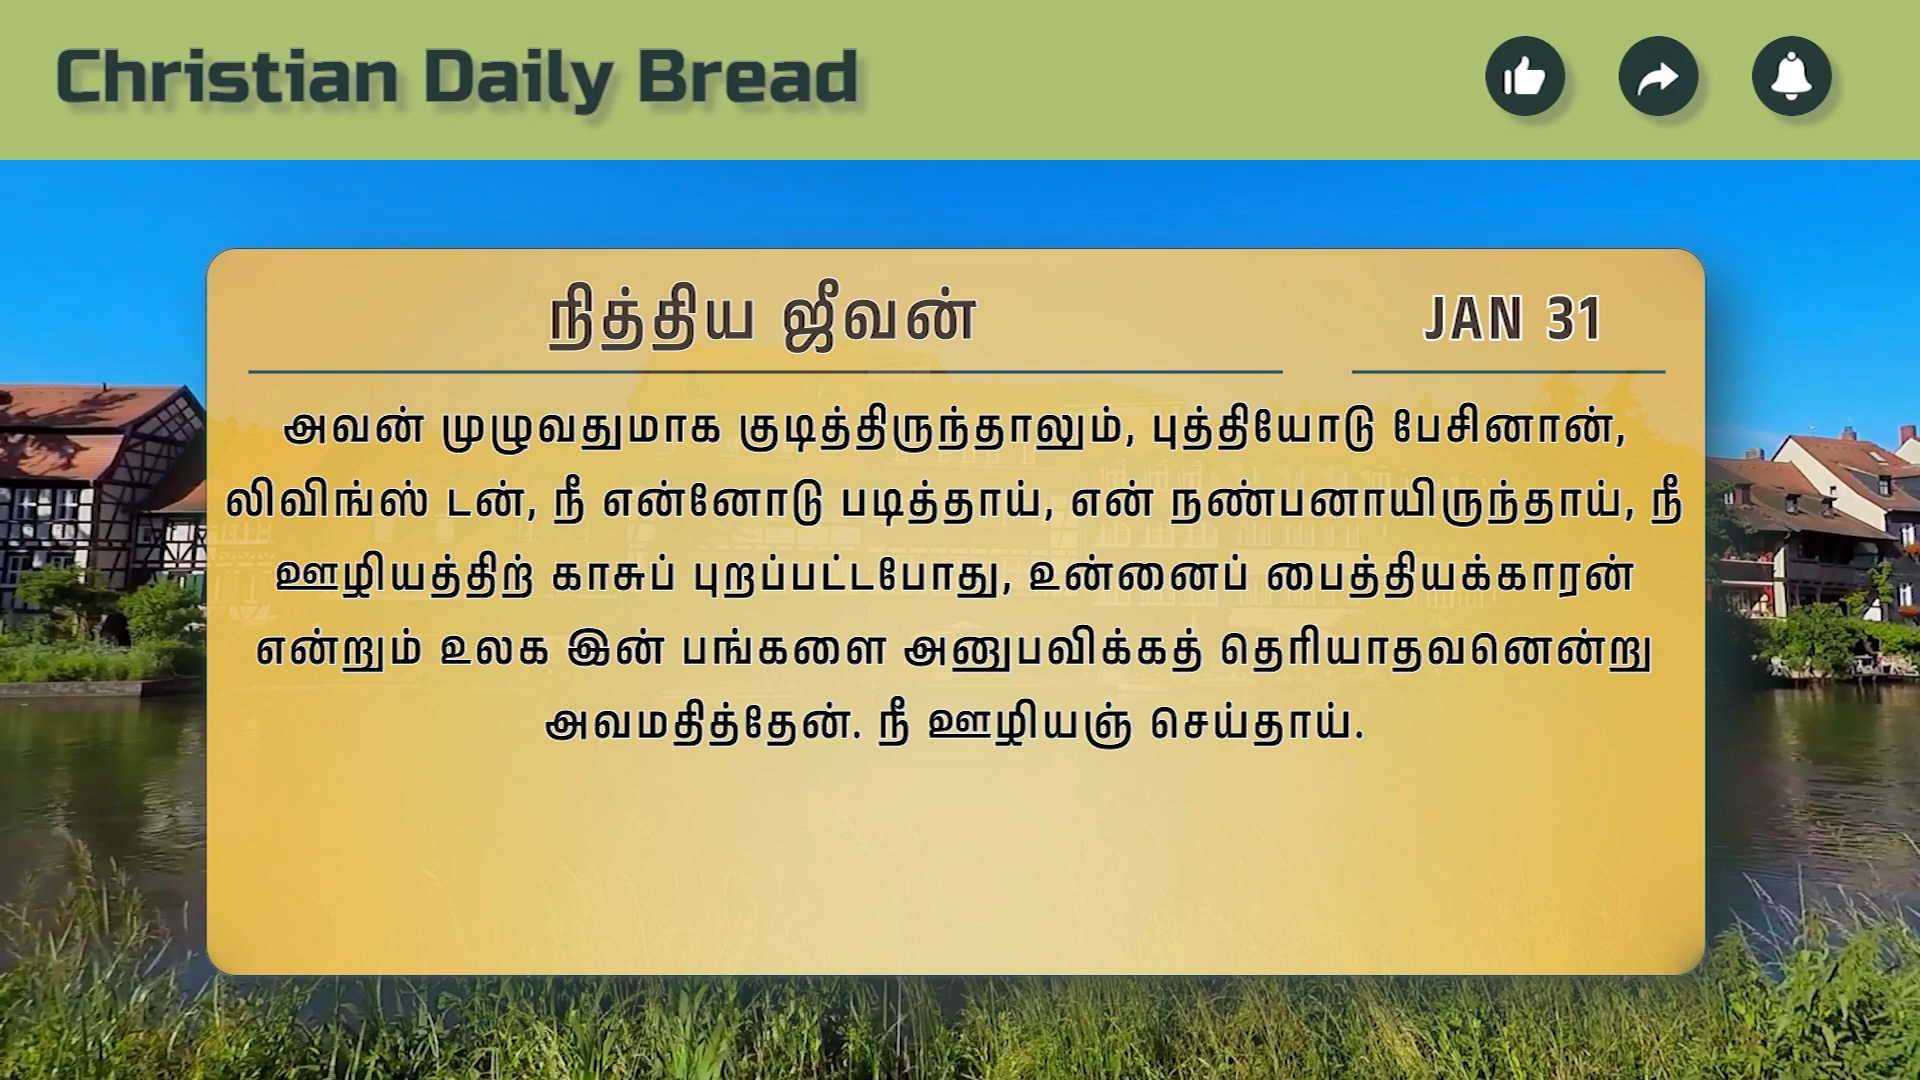 Christian Daily Bread
நித்திய ஜீவன்
JAN 31
அவன் முழுவதுமாக குடித்திருந்தாலும், புத்தியோடு பேசினான்,
லிவிங்ஸ் டன், நீ என்னோடு படித்தாய், என் நண்பனாயிருந்தாய், நீ
ஊழியத்திற் காசுப் புறப்பட்டபோது, உன்னைப் பைத்தியக்காரன்
என்றும் உலக இன் பங்களை அனுபவிக்கத் தெரியாதவனென்று
அவமதித்தேன். நீ ஊழியஞ் செய்தாய்.